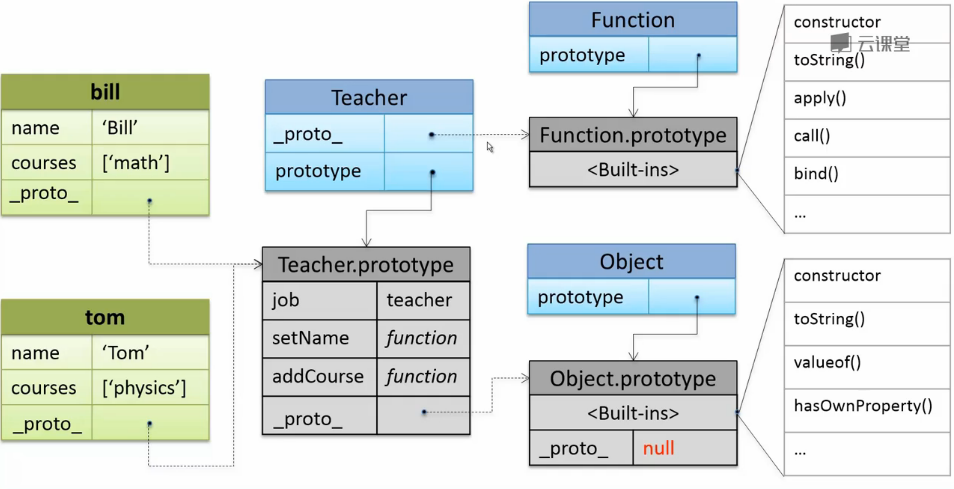 bill
name 'Bill'
courses ['math']
_proto_
tom
name 'Tom'
courses ['physics']
_proto_
Teacher
_proto_
prototype
Teacher.prototype
job teacher
setName function
addCourse function
_proto_
Function
prototype
Function.prototype
<Built-ins>
Object
prototype
Object.prototype
<Built-ins>
_proto_ null
constructor
云课堂
toString()
apply()
call()
bind()
...
constructor
toString()
valueof()
hasOwnProperty()
...